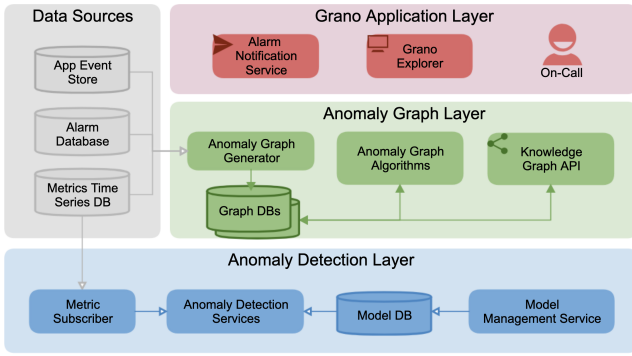 Data Sources
App Event
Store
Alarm
Database
Metrics Time
Series DB
Grano Application Layer
Alarm
Notification
Service
Grano
Explorer
On-Call
Anomaly Graph Layer
Anomaly Graph
Generator
Anomaly Graph
Algorithms
Knowledge
Graph API
Graph DBs
Anomaly Detection Layer
Metric
Subscriber
Anomaly Detection
Services
Model DB
Model
Management Service